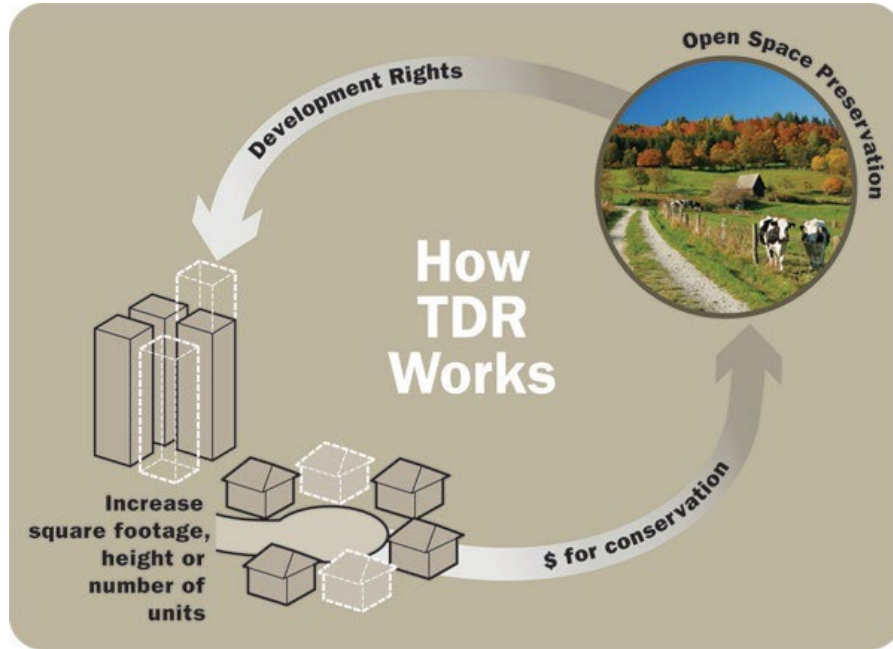 Open Space Preservation
Development Rights
How
TDR
Works
Increase
square footage,
height or
number of
units
$ for conservation